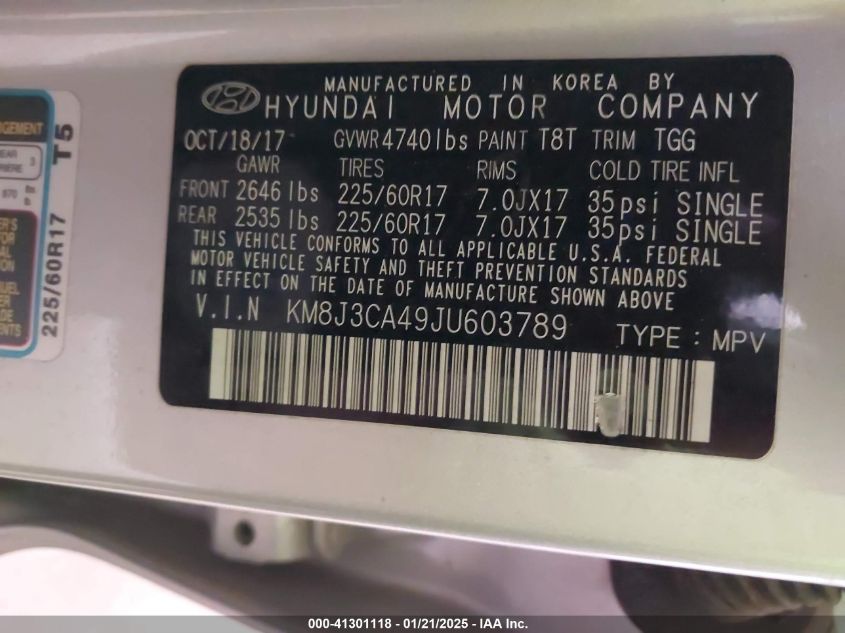 MANUFACTURED IN KOREA BY
HYUNDAI MOTOR COMPANY
OCT/18/17 GVWR 4740lbs PAINT T8T TRIM TGG
GAWR TIRES RIMS COLD TIRE INFL
FRONT 2646 lbs 225/60R17 7.0JX17 35psi SINGLE
REAR 2535 lbs 225/60R17 7.0JX17 35psi SINGLE
THIS VEHICLE CONFORMS TO ALL APPLICABLE U.S.A. FEDERAL
MOTOR VEHICLE SAFETY AND THEFT PREVENTION STANDARDS
IN EFFECT ON THE DATE OF MANUFACTURE SHOWN ABOVE
V.I.N KM8J3CA49JU603789 TYPE : MPV
225/60R17 T5
000-41301118 - 01/21/2025 - IAA Inc.